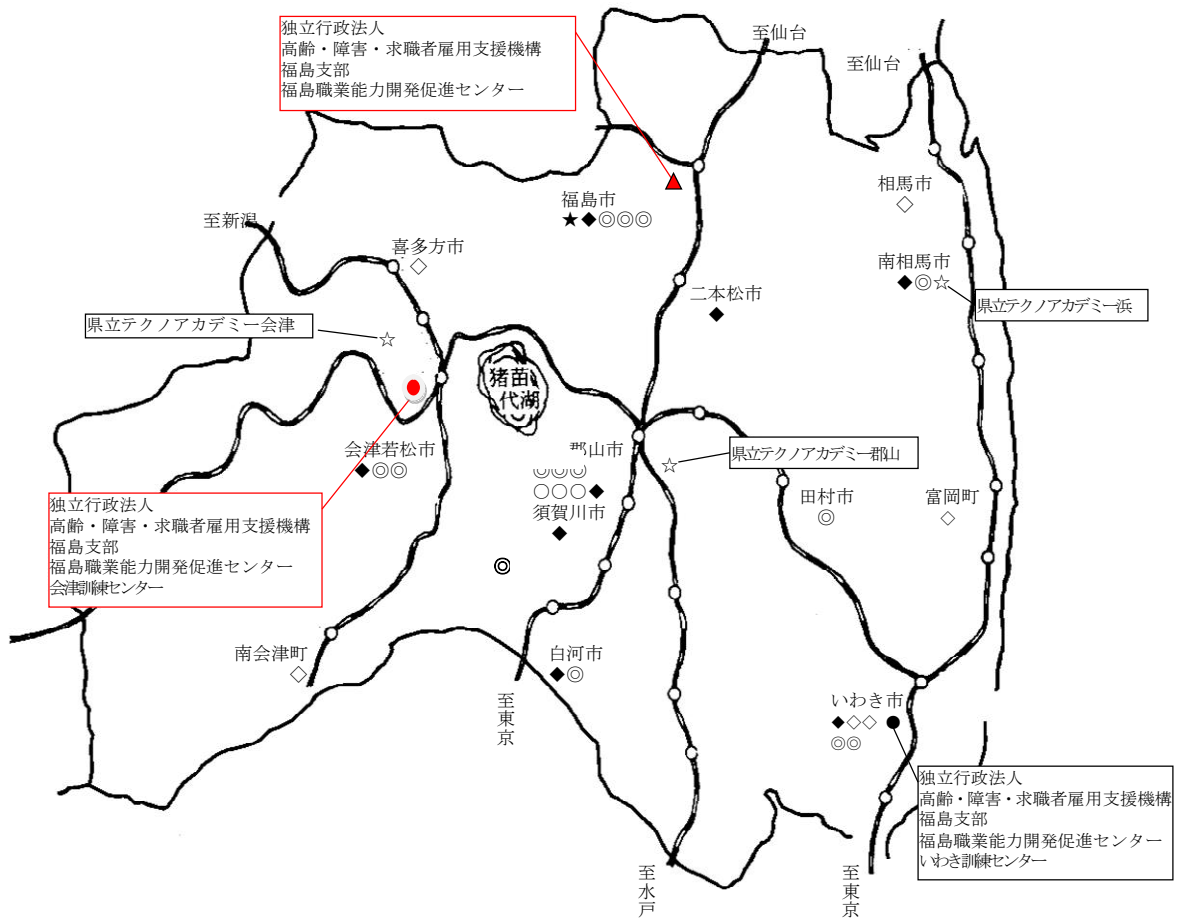 独立行政法人
高齢・障害・求職者雇用支援機構
福島支部
福島職業能力開発促進センター
至仙台
至仙台
相馬市
◇
福島市
★◆◎◎◎
至新潟
喜多方市
◇
南相馬市
◆◎☆
県立テクノアカデミー浜
二本松市
◆
県立テクノアカデミー会津
☆
猪苗
代湖
会津若松市
◆◎◎
郡山市
◎◎◎
○○○◆
☆
県立テクノアカデミー郡山
須賀川市
◆
田村市
◎
富岡町
◇
独立行政法人
高齢・障害・求職者雇用支援機構
福島支部
福島職業能力開発促進センター
会津訓練センター
◎
南会津町
◇
白河市
◆◎
至東京
いわき市
◆◇◇●
◎◎
独立行政法人
高齢・障害・求職者雇用支援機構
福島支部
福島職業能力開発促進センター
いわき訓練センター
至水戸
至東京